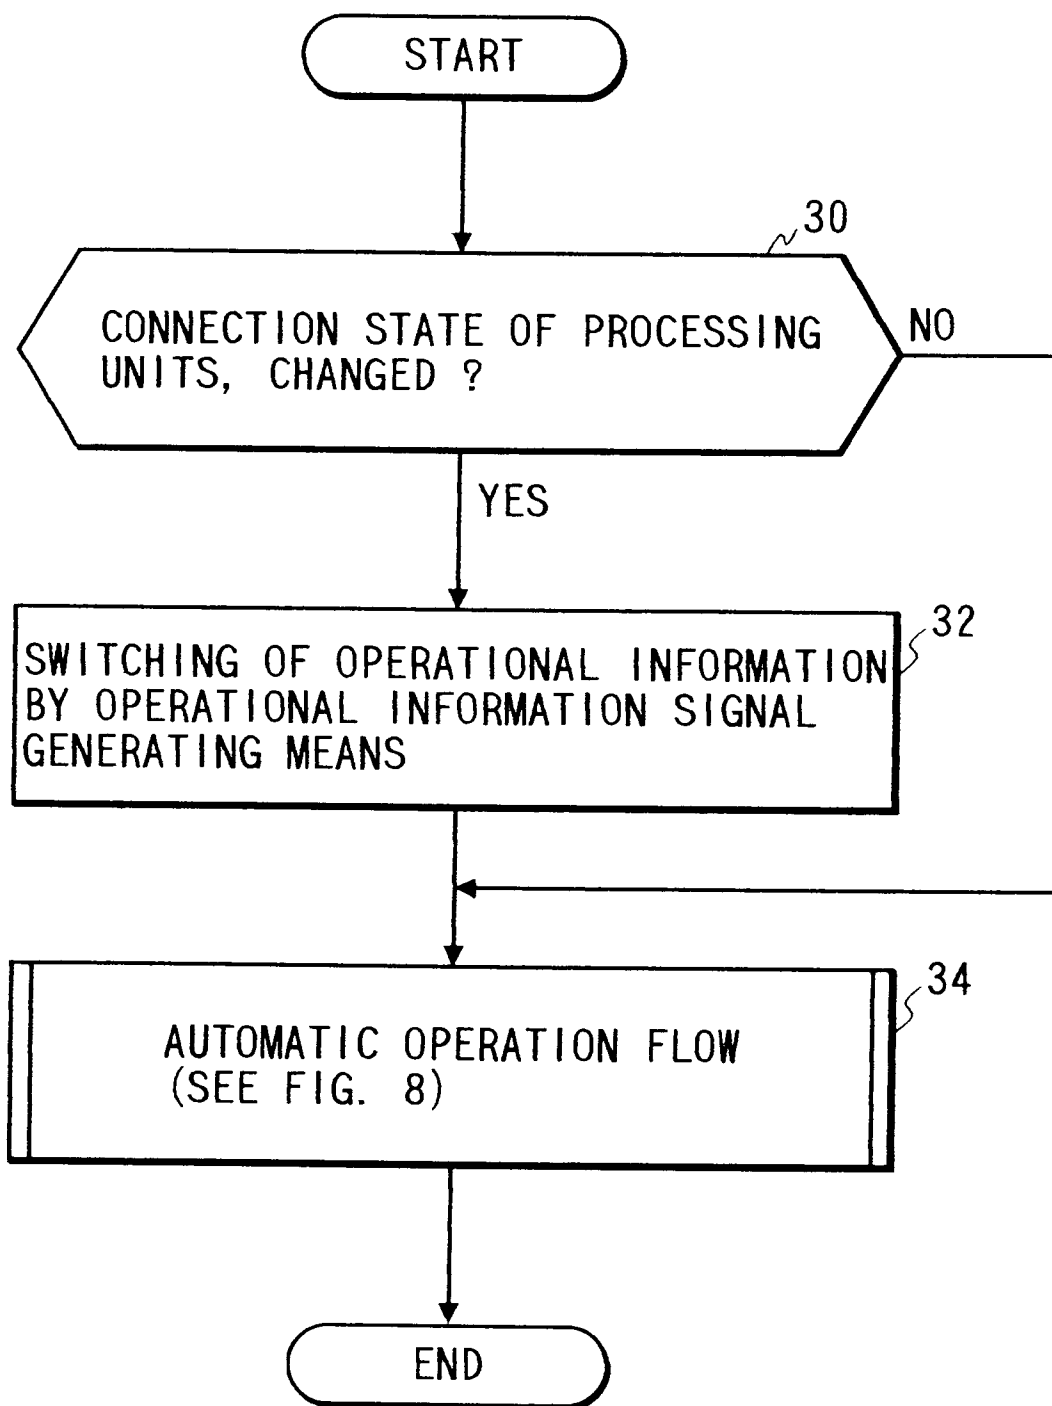 START
30
CONNECTION STATE OF PROCESSING
UNITS, CHANGED ?
NO
YES
32
SWITCHING OF OPERATIONAL INFORMATION
BY OPERATIONAL INFORMATION SIGNAL
GENERATING MEANS
34
AUTOMATIC OPERATION FLOW
(SEE FIG. 8)
END